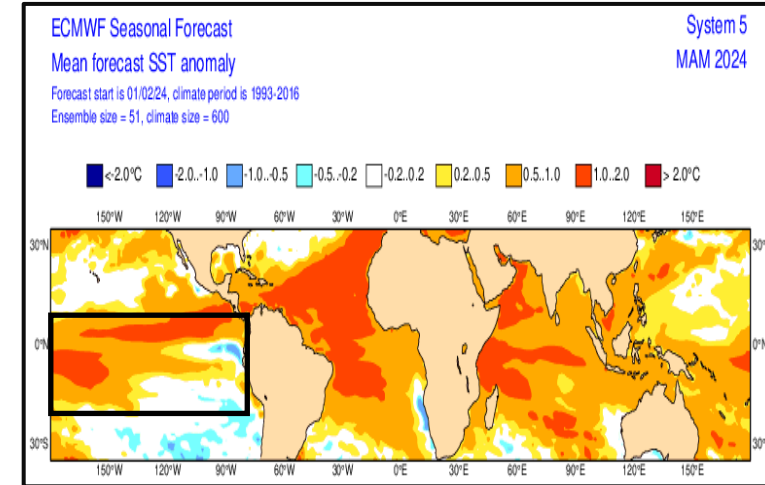 ECMWF Seasonal Forecast
System 5
Mean forecast SST anomaly
MAM 2024
Forecast start is 01/02/24, climate period is 1993-2016
Ensemble size = 51, climate size = 600
<-2.0°C -2.0..-1.0 -1.0..-0.5 -0.5..-0.2 -0.2..0.2 0.2..0.5 0.5..1.0 1.0..2.0 > 2.0°C
150°W 120°W 90°W 60°W 30°W 0°E 30°E 60°E 90°E 120°E 150°E
30°N 30°N
0°N 0°N
30°S 30°S
150°W 120°W 90°W 60°W 30°W 0°E 30°E 60°E 90°E 120°E 150°E